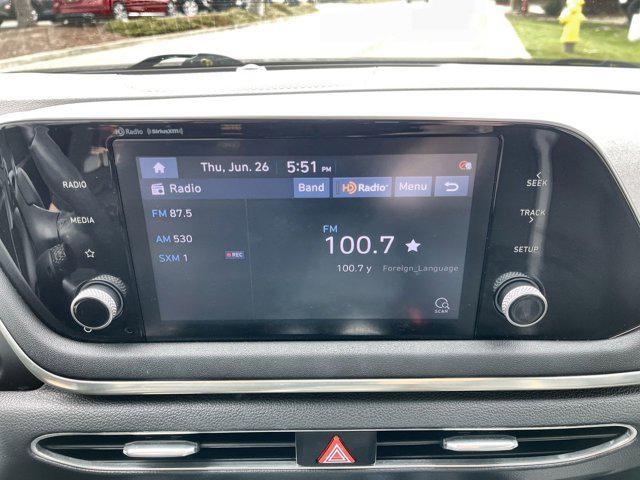 HD Radio (((SiriusXM)))
RADIO
MEDIA
Thu, Jun. 26 5:51 PM
Radio Band HD Radio Menu
FM 87.5
AM 530
SXM 1 REC
FM
100.7
100.7 y Foreign_Language
SCAN
SEEK
TRACK
SETUP